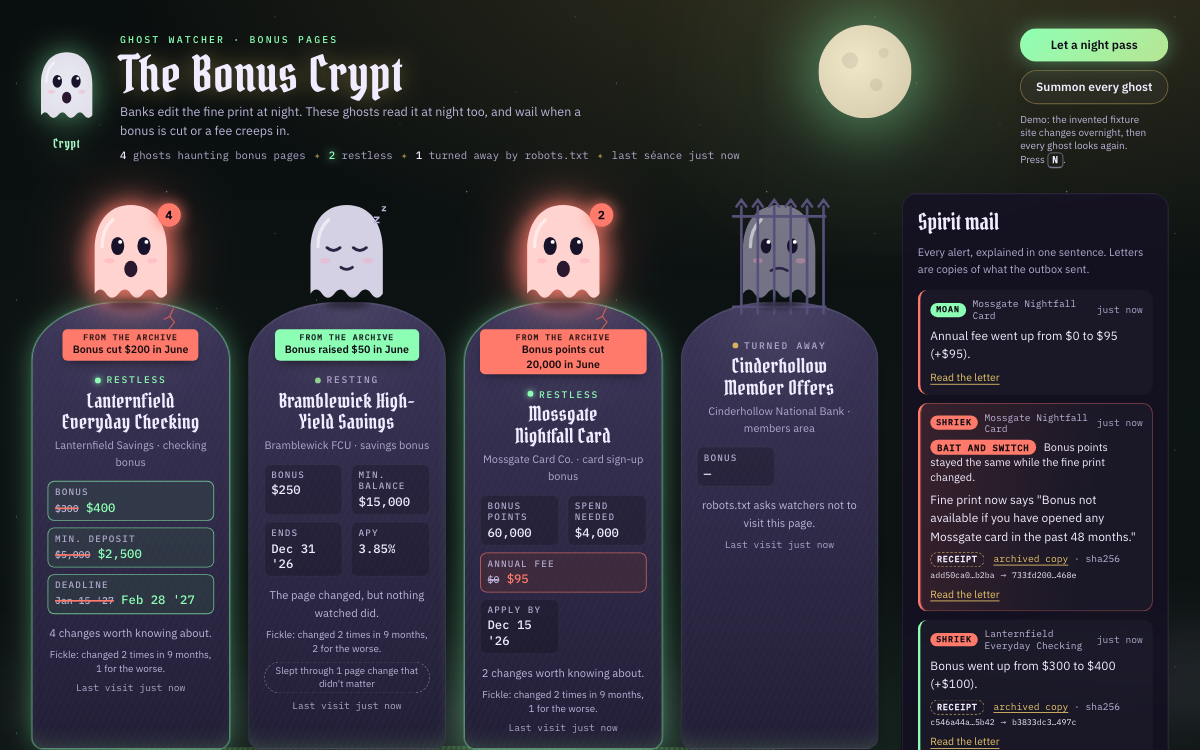 GHOST WATCHER · BONUS PAGES
The Bonus Crypt
Banks edit the fine print at night. These ghosts read it at night too, and wail when a
bonus is cut or a fee creeps in.
4 ghosts haunting bonus pages ✦ 2 restless ✦ 1 turned away by robots.txt ✦ last séance just now
Crypt
Let a night pass
Summon every ghost
Demo: the invented fixture
site changes overnight, then
every ghost looks again.
Press N.
4
FROM THE ARCHIVE
Bonus cut $200 in June
RESTLESS
Lanternfield
Everyday Checking
Lanternfield Savings · checking
bonus
BONUS
$300 $400
MIN. DEPOSIT
$5,000 $2,500
DEADLINE
Jan 15 '27 Feb 28 '27
4 changes worth knowing about.
Fickle: changed 2 times in 9 months,
1 for the worse.
Last visit just now
z
z
FROM THE ARCHIVE
Bonus raised $50 in June
RESTING
Bramblewick High-
Yield Savings
Bramblewick FCU · savings bonus
BONUS
$250
MIN.
BALANCE
$15,000
ENDS
Dec 31
'26
APY
3.85%
The page changed, but nothing
watched did.
Fickle: changed 2 times in 9 months,
2 for the worse.
Slept through 1 page change that
didn't matter
Last visit just now
2
FROM THE ARCHIVE
Bonus points cut
20,000 in June
RESTLESS
Mossgate
Nightfall Card
Mossgate Card Co. · card sign-up
bonus
BONUS
POINTS
60,000
SPEND
NEEDED
$4,000
ANNUAL FEE
$0 $95
APPLY BY
Dec 15
'26
2 changes worth knowing about.
Fickle: changed 2 times in 9 months,
1 for the worse.
Last visit just now
TURNED AWAY
Cinderhollow
Member Offers
Cinderhollow National Bank ·
members area
BONUS
—
robots.txt asks watchers not to
visit this page.
Last visit just now
Spirit mail
Every alert, explained in one sentence. Letters
are copies of what the outbox sent.
MOAN Mossgate Nightfall
Card just now
Annual fee went up from $0 to $95
(+$95).
Read the letter
SHRIEK Mossgate Nightfall
Card just now
BAIT AND SWITCH Bonus points
stayed the same while the fine print
changed.
Fine print now says "Bonus not
available if you have opened any
Mossgate card in the past 48 months."
RECEIPT archived copy · sha256
add50ca0…b2ba → 733fd200…468e
Read the letter
SHRIEK Lanternfield
Everyday Checking just now
Bonus went up from $300 to $400
(+$100).
RECEIPT archived copy · sha256
c546a44a…5b42 → b3833dc3…497c
Read the letter